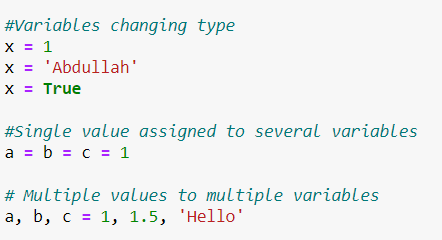 #Variables changing type
x = 1
x = 'Abdullah'
x = True
#Single value assigned to several variables
a = b = c = 1
# Multiple values to multiple variables
a, b, c = 1, 1.5, 'Hello'